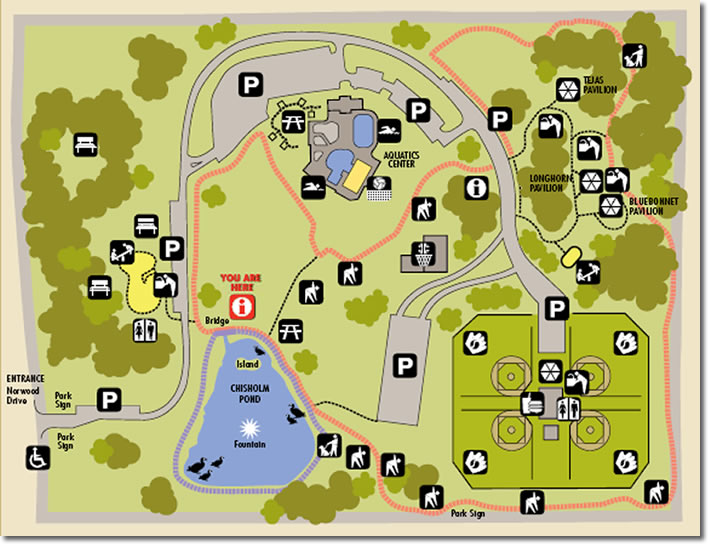 P
TEJAS
PAVILION
P
P
P
AQUATICS
CENTER
LONGHORN
PAVILION
i
BLUEBONNET
PAVILION
P
YOU ARE
HERE
i
P
Bridge
P
Island
ENTRANCE
Norwood
Drive
Park
Sign
P
CHISHOLM
POND
Park
Sign
Fountain
Park Sign